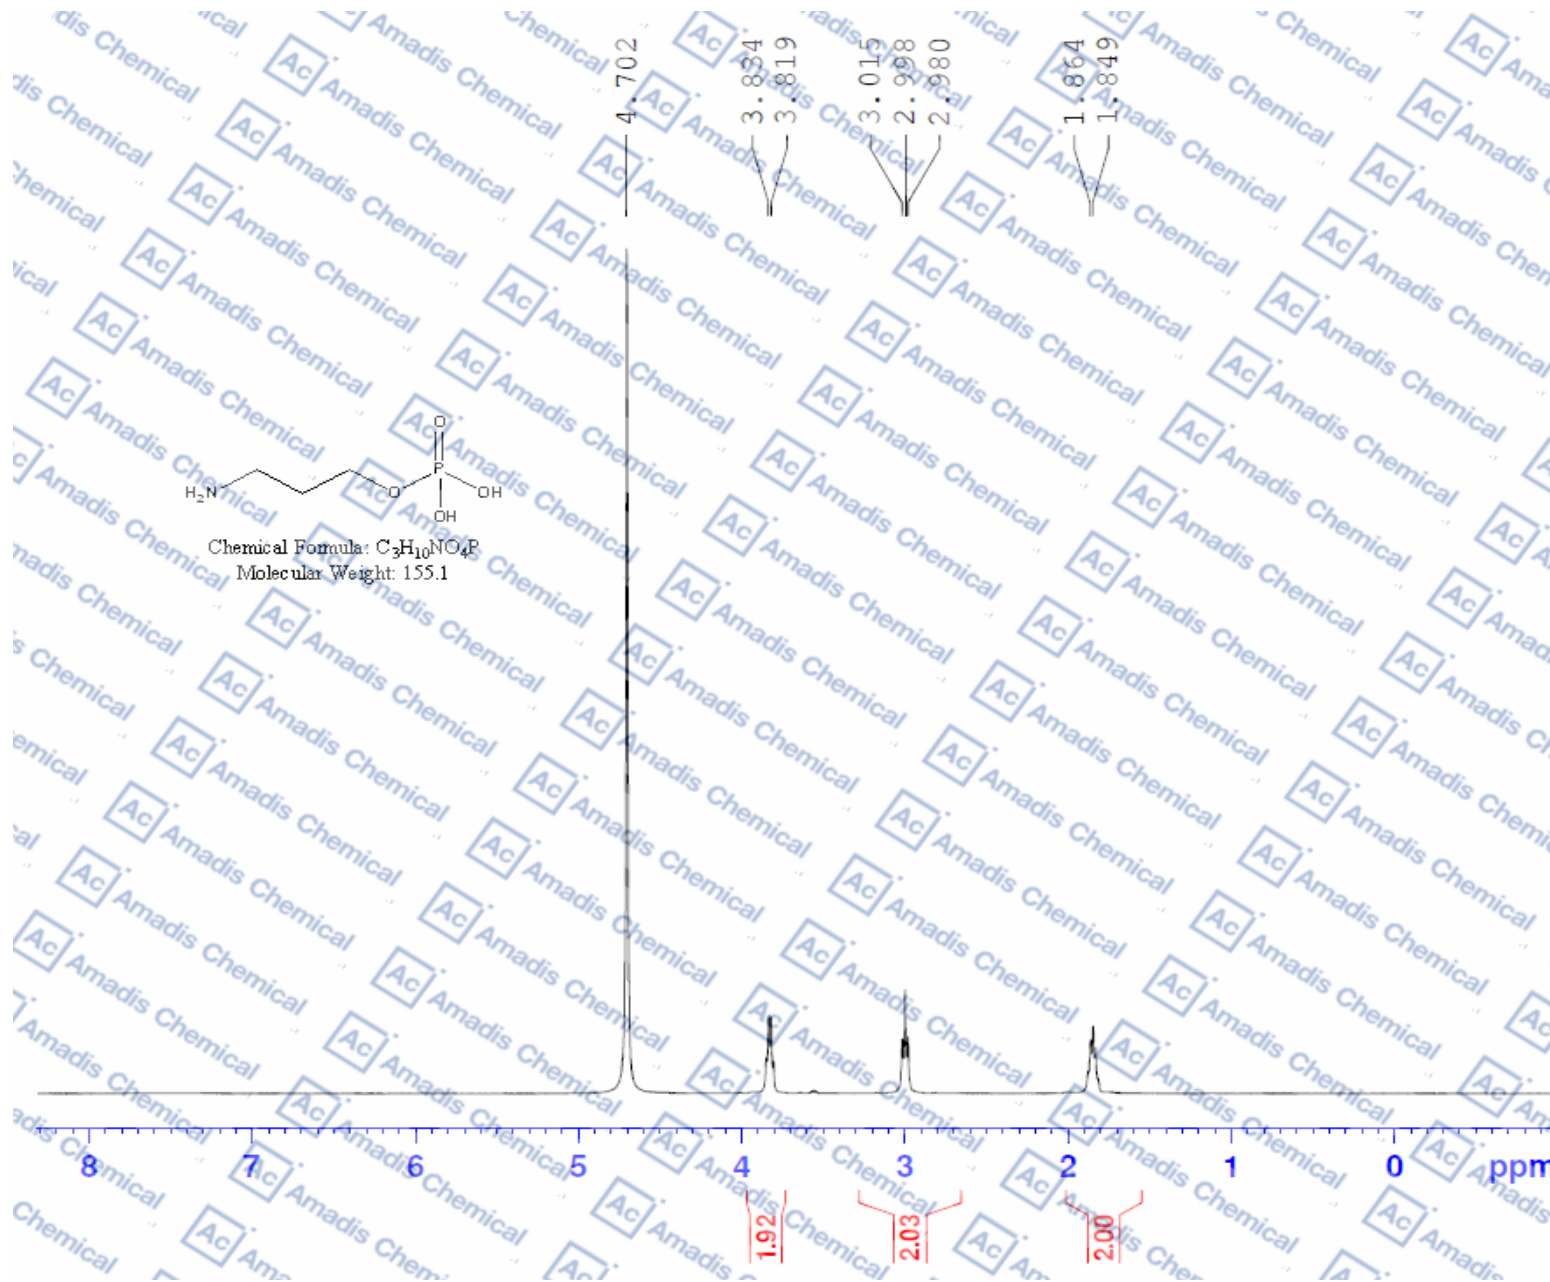 4.702
3.834
3.819
3.015
2.998
2.980
1.864
1.849
O
H₂N
O
P
OH
OH
Chemical Formula: C₃H₁₀NO₄P
Molecular Weight: 155.1
8 7 6 5 4 3 2 1 0 ppm
1.92
2.03
2.00
Ac Amadis Chemical